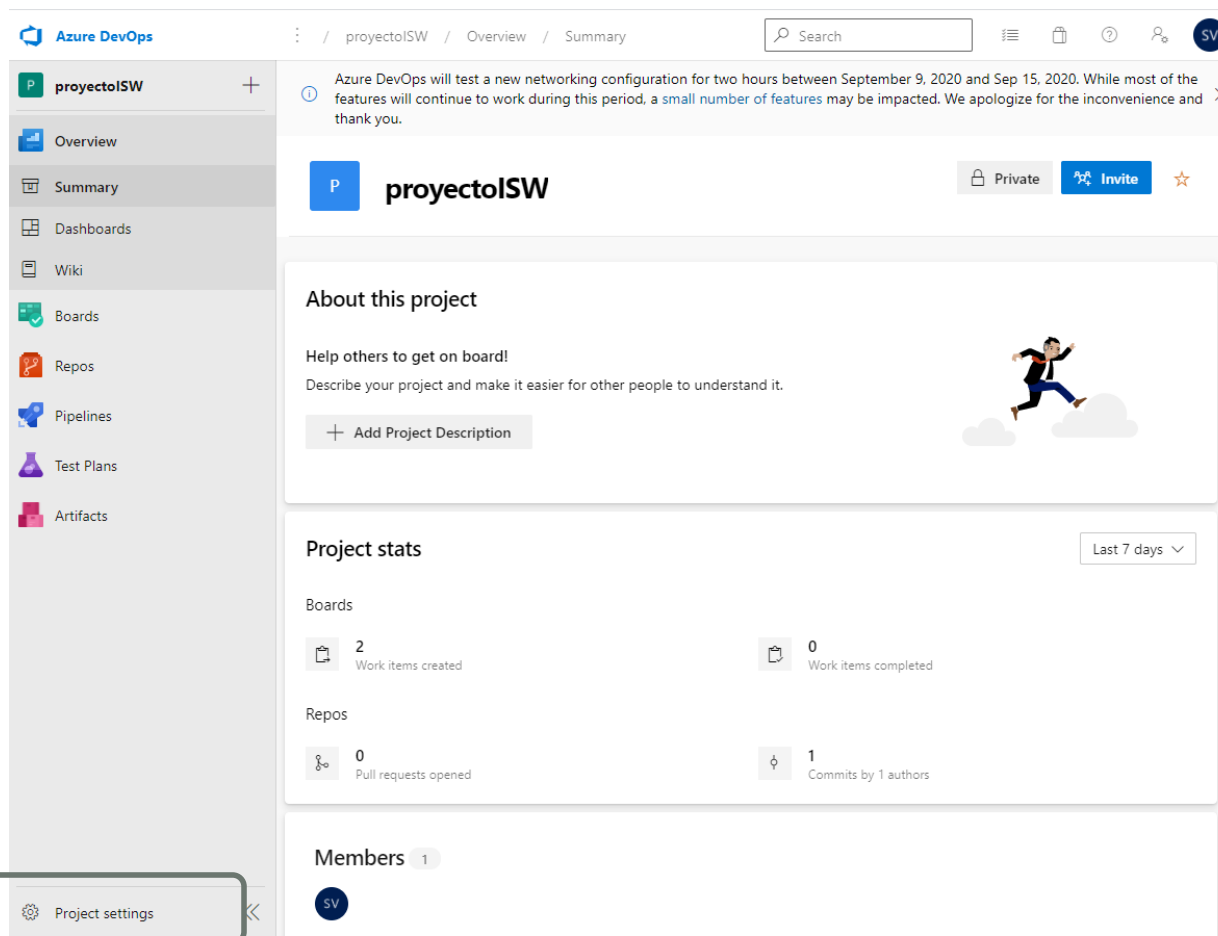 Azure DevOps
/ proyectoISW / Overview / Summary
Search
SV
P proyectoISW
Azure DevOps will test a new networking configuration for two hours between September 9, 2020 and Sep 15, 2020. While most of the
features will continue to work during this period, a small number of features may be impacted. We apologize for the inconvenience and
thank you.
Overview
Summary
Dashboards
Wiki
Boards
Repos
Pipelines
Test Plans
Artifacts
Project settings
P proyectoISW
Private
Invite
About this project
Help others to get on board!
Describe your project and make it easier for other people to understand it.
+ Add Project Description
Project stats
Last 7 days
Boards
2
Work items created
0
Work items completed
Repos
0
Pull requests opened
1
Commits by 1 authors
Members 1
SV